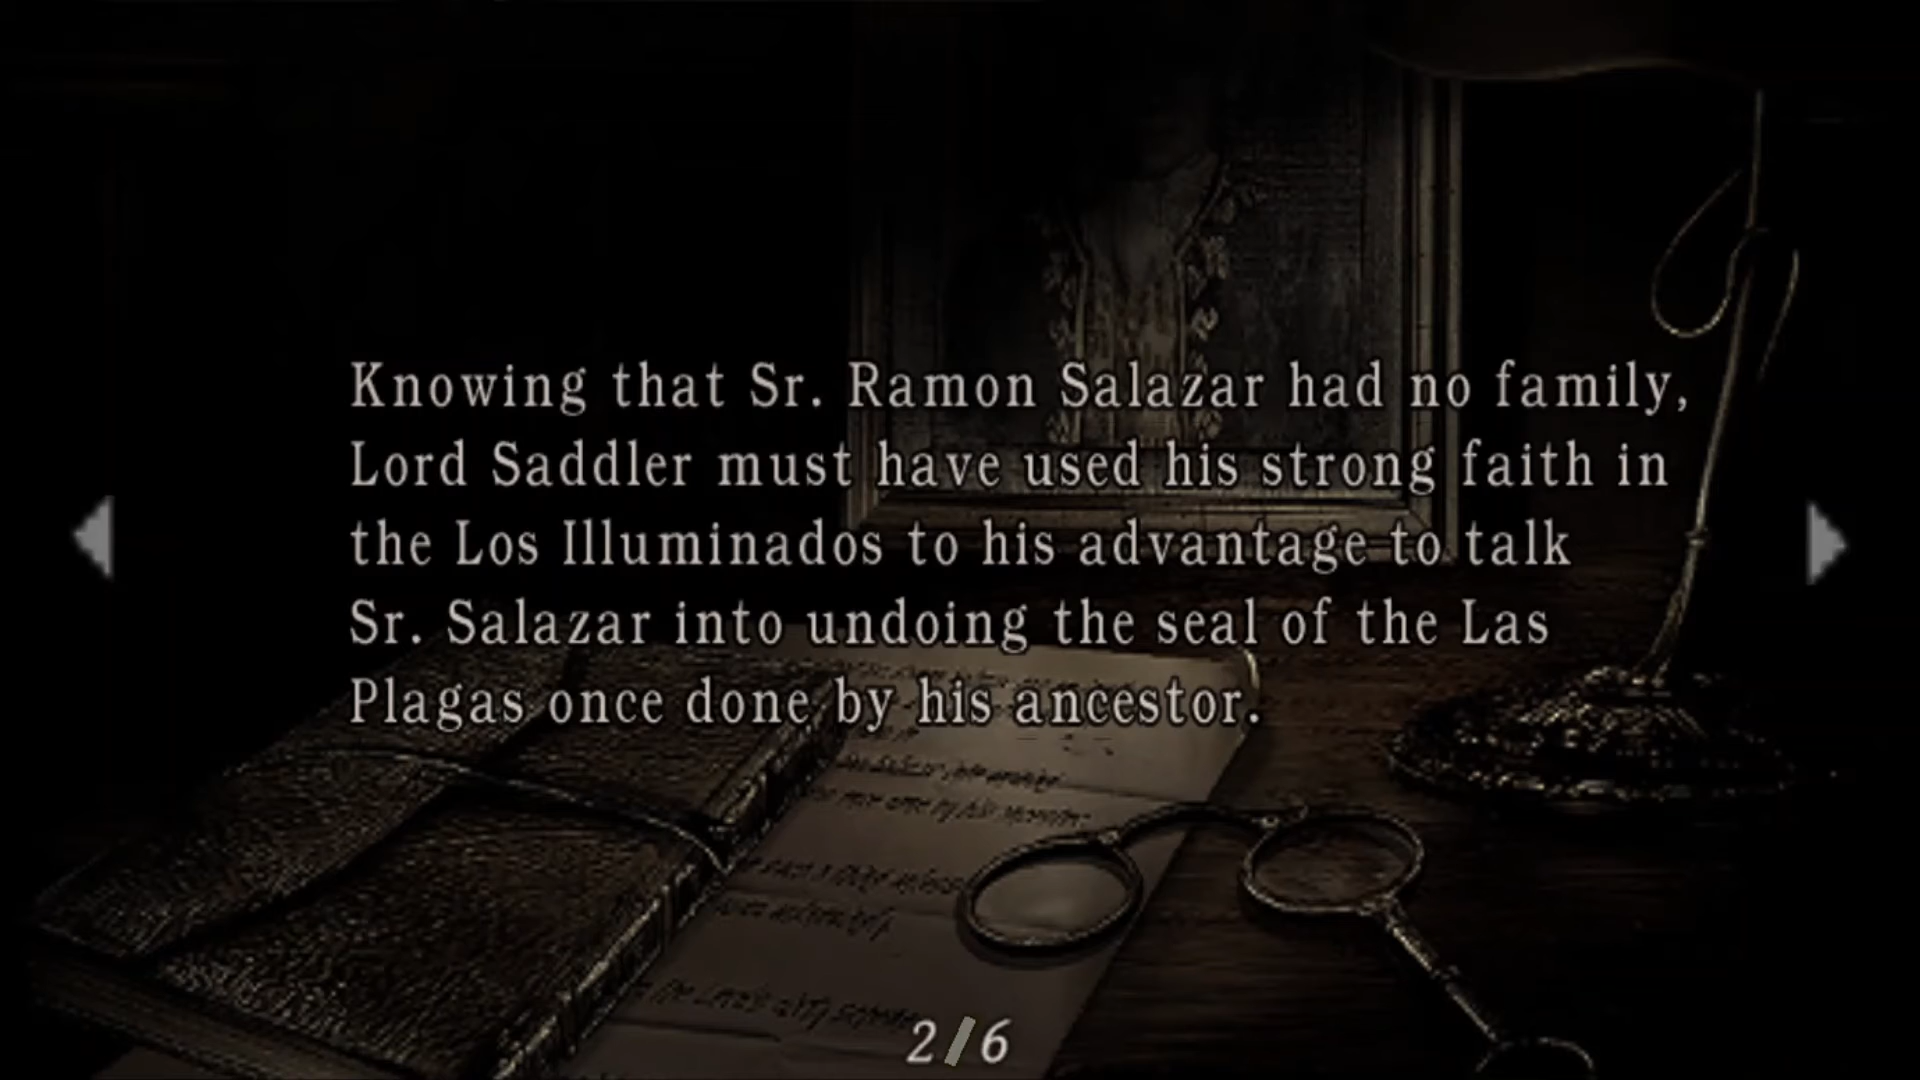 Knowing that Sr. Ramon Salazar had no family,
Lord Saddler must have used his strong faith in
the Los Illuminados to his advantage to talk
Sr. Salazar into undoing the seal of the Las
Plagas once done by his ancestor.
2/6